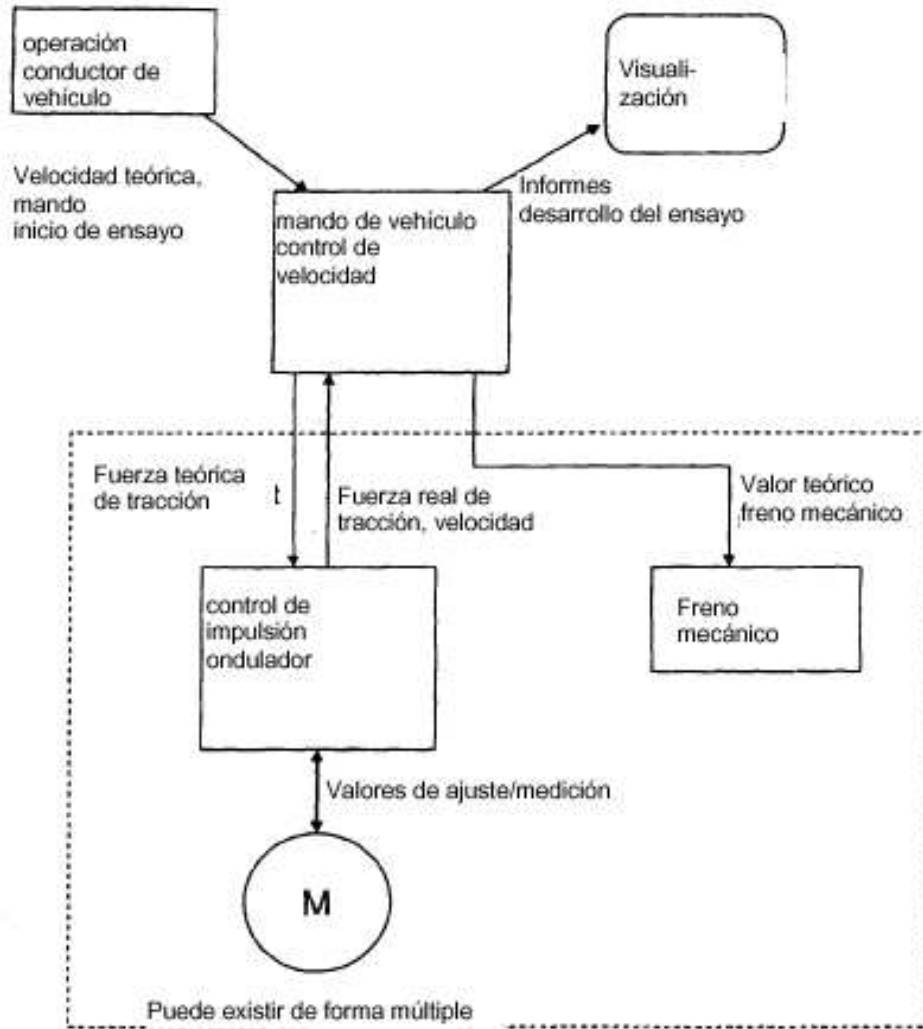 operación
conductor de
vehículo
Visuali-
zación
Velocidad teórica,
mando
inicio de ensayo
Informes
desarrollo del ensayo
mando de vehiculo
control de
velocidad
Fuerza teórica
de tracción
t
Fuerza real de
tracción, velocidad
Valor teórico
freno mecánico
control de
impulsión
ondulador
Freno
mecánico
Valores de ajuste/medición
M
Puede existir de forma múltiple